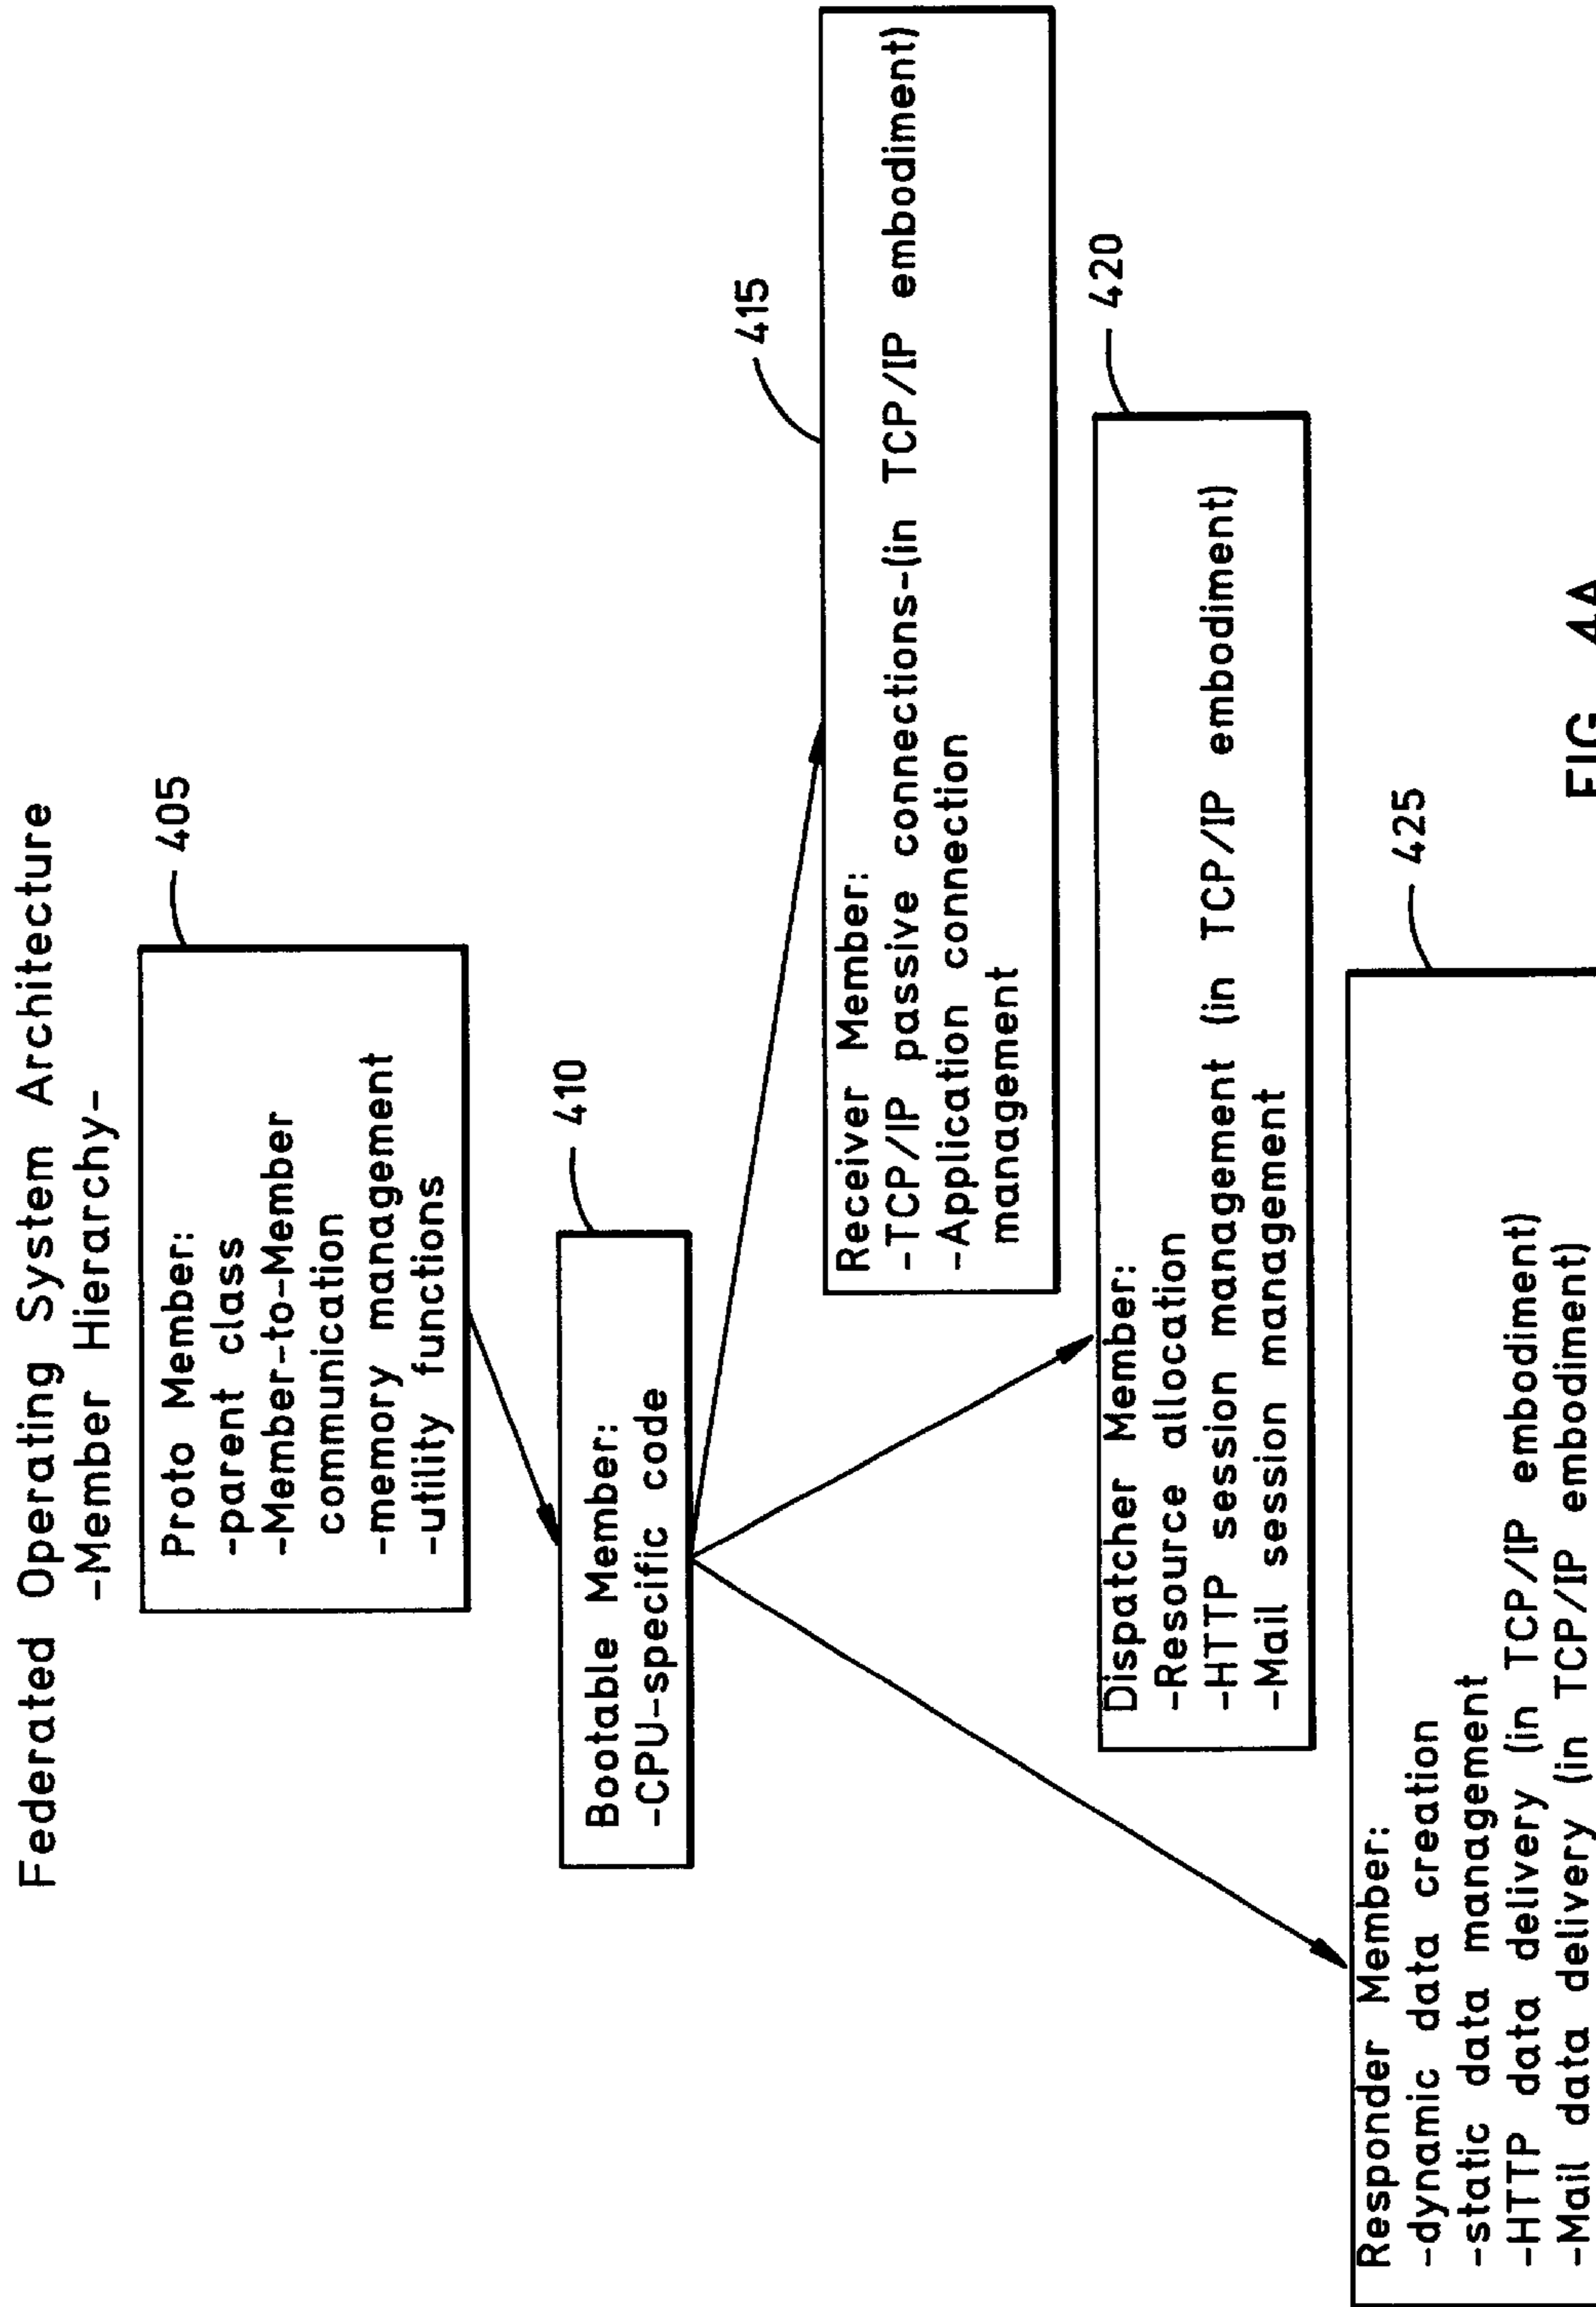 Federated Operating System Architecture
-Member Hierarchy-
405
Proto Member:
-parent class
-Member-to-Member
communication
-memory management
-utility functions
410
Bootable Member:
-CPU-specific code
415
Receiver Member:
-TCP/IP passive connections-(in TCP/IP embodiment)
-Application connection
management
420
Dispatcher Member:
-Resource allocation
-HTTP session management (in TCP/IP embodiment)
-Mail session management
425
Responder Member:
-dynamic data creation
-static data management
-HTTP data delivery (in TCP/IP embodiment)
-Mail data delivery (in TCP/IP embodiment)
FIG. 4A